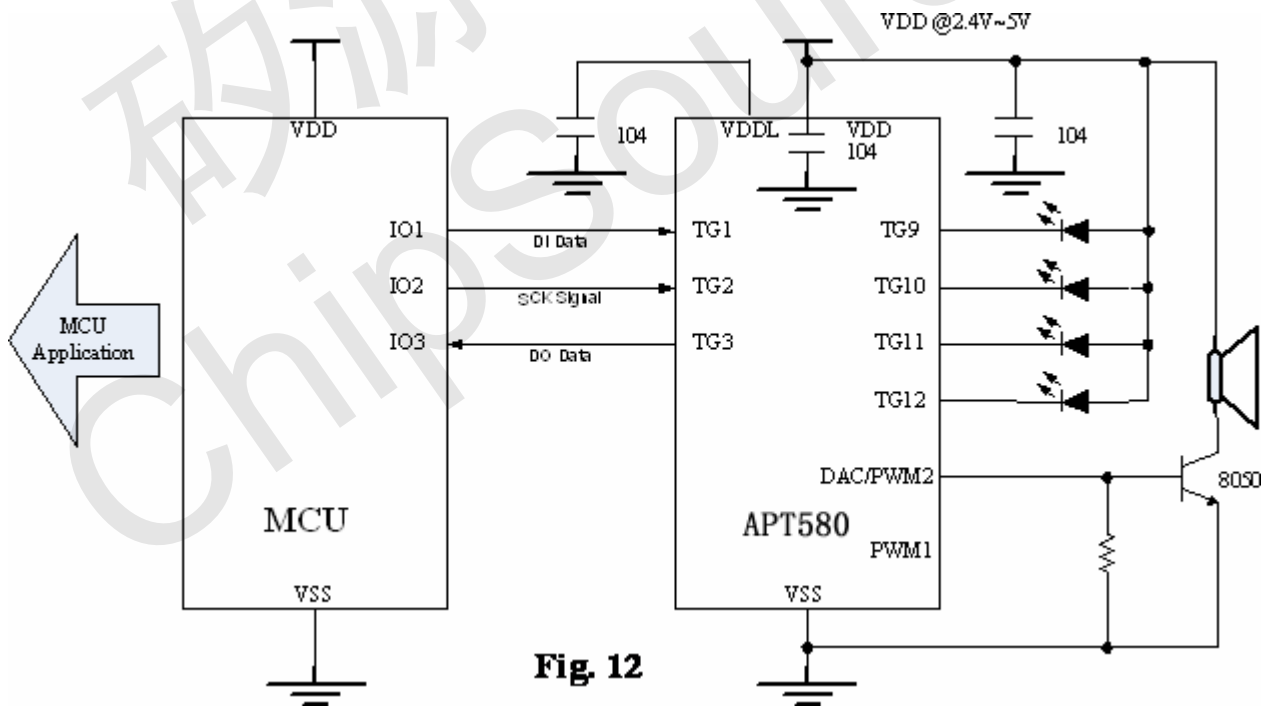 矽源
ChipSour
VDD @2.4V~5V
VDD
104
VDDL
VDD
104
104
IO1
DI Data
TG1
TG9
IO2
SCK Signal
TG2
TG10
MCU
Application
IO3
DO Data
TG3
TG11
TG12
DAC/PWM2
8050
MCU
APT580
PWM1
VSS
VSS
Fig. 12